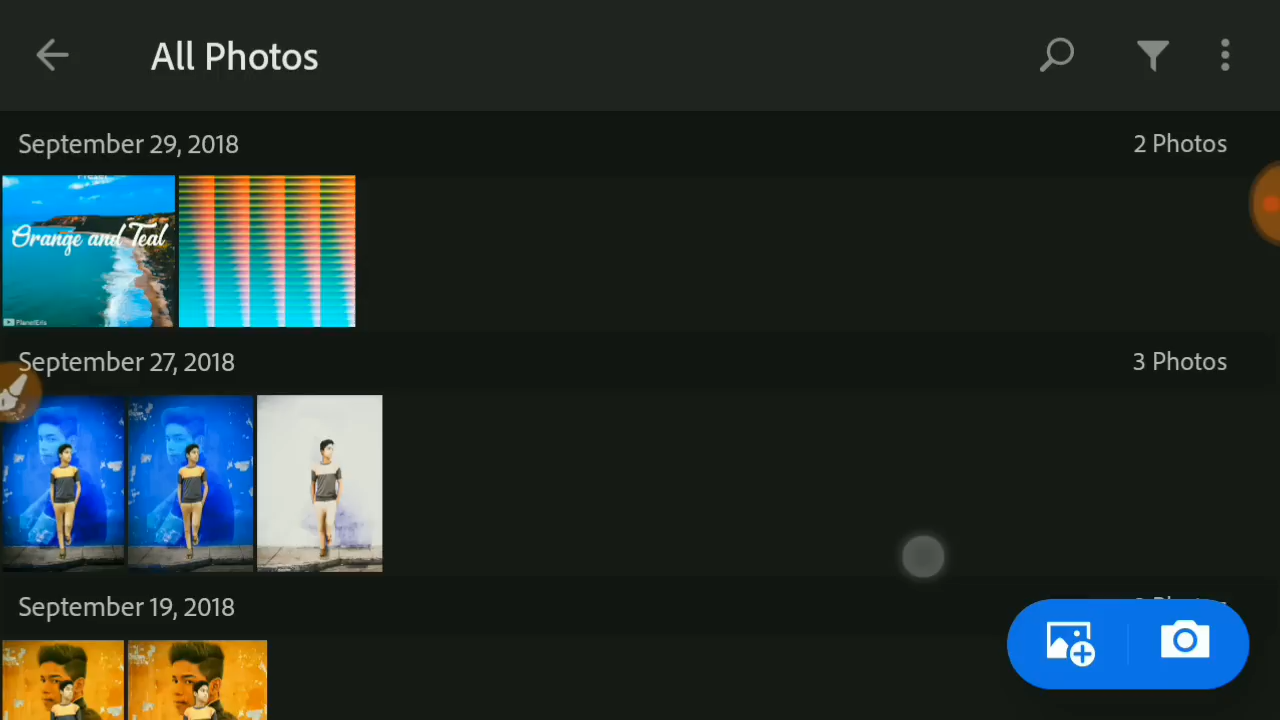 All Photos
September 29, 2018
2 Photos
Orange and Teal
September 27, 2018
3 Photos
September 19, 2018